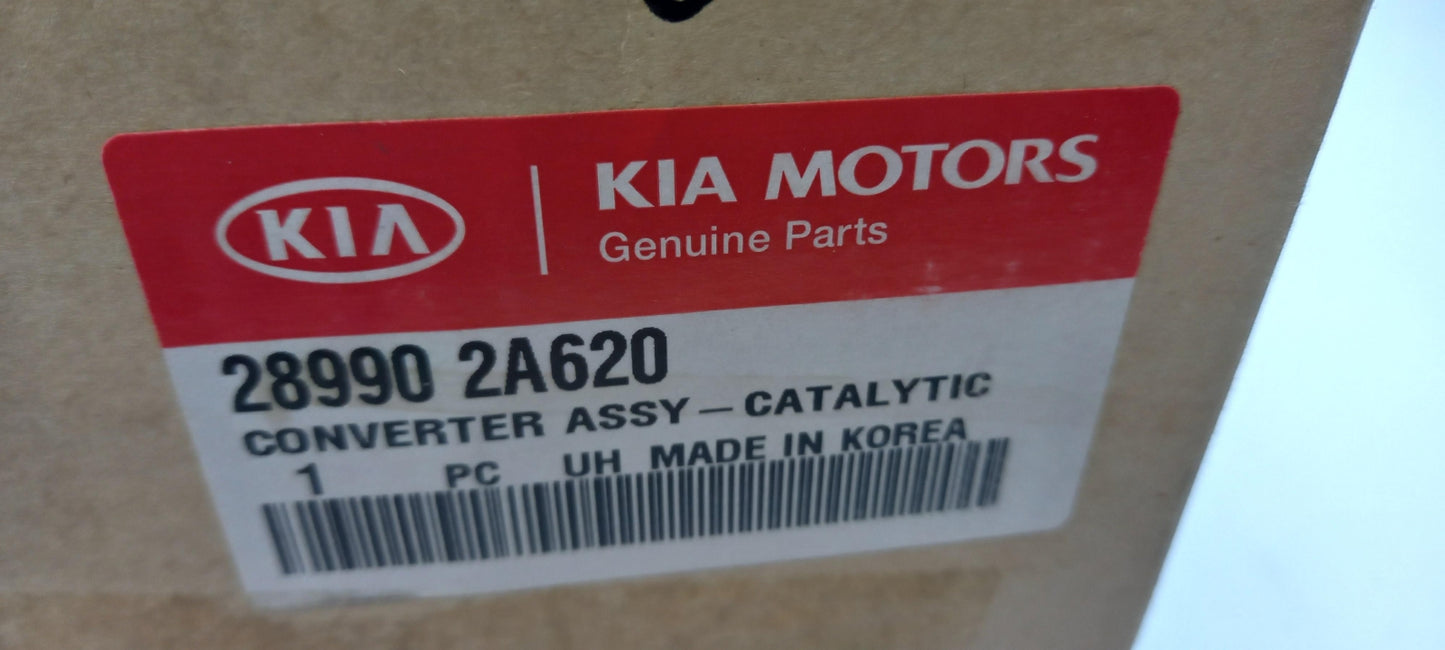 KIA
KIA MOTORS
Genuine Parts
28990 2A620
CONVERTER ASSY-CATALYTIC
1 PC UH MADE IN KOREA